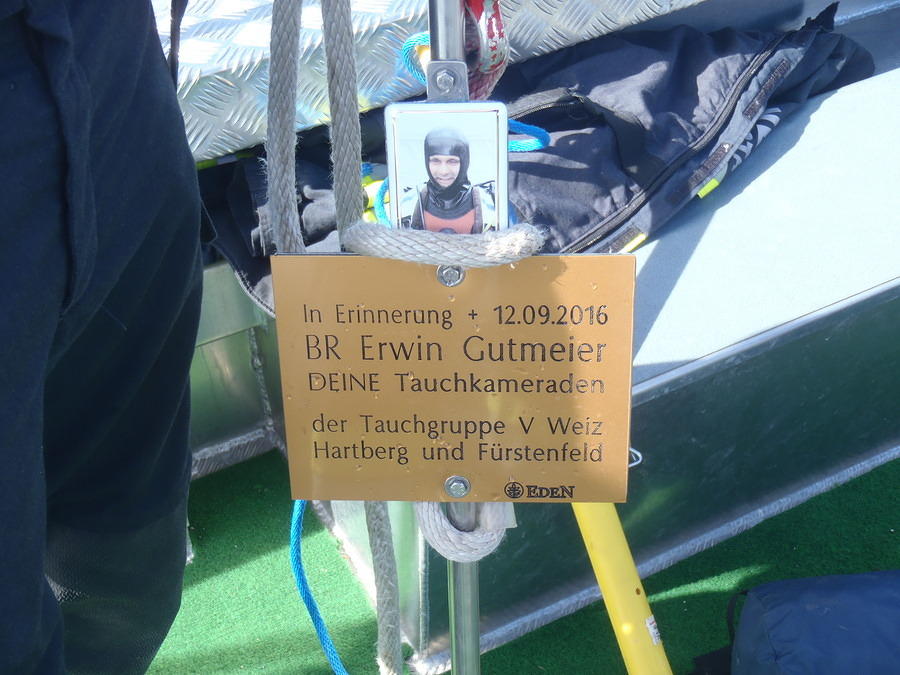 In Erinnerung + 12.09.2016
BR Erwin Gutmeier
DEINE Tauchkameraden
der Tauchgruppe V Weiz
Hartberg und Fürstenfeld
EDEN